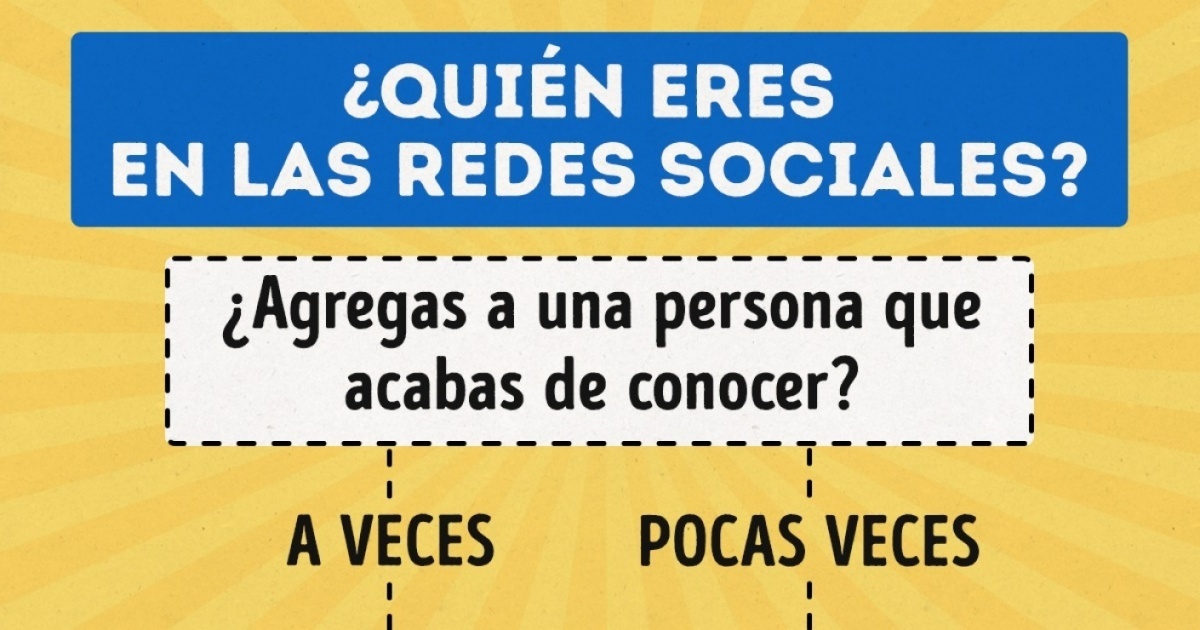 ¿QUIÉN ERES
EN LAS REDES SOCIALES?
¿Agregas a una persona que
acabas de conocer?
A VECES
POCAS VECES